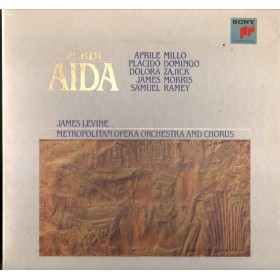 SONY
VERDI
AIDA
APRILE MILLO
PLACIDO DOMINGO
DOLORA ZAJICK
JAMES MORRIS
SAMUEL RAMEY
JAMES LEVINE
METROPOLITAN OPERA ORCHESTRA AND CHORUS